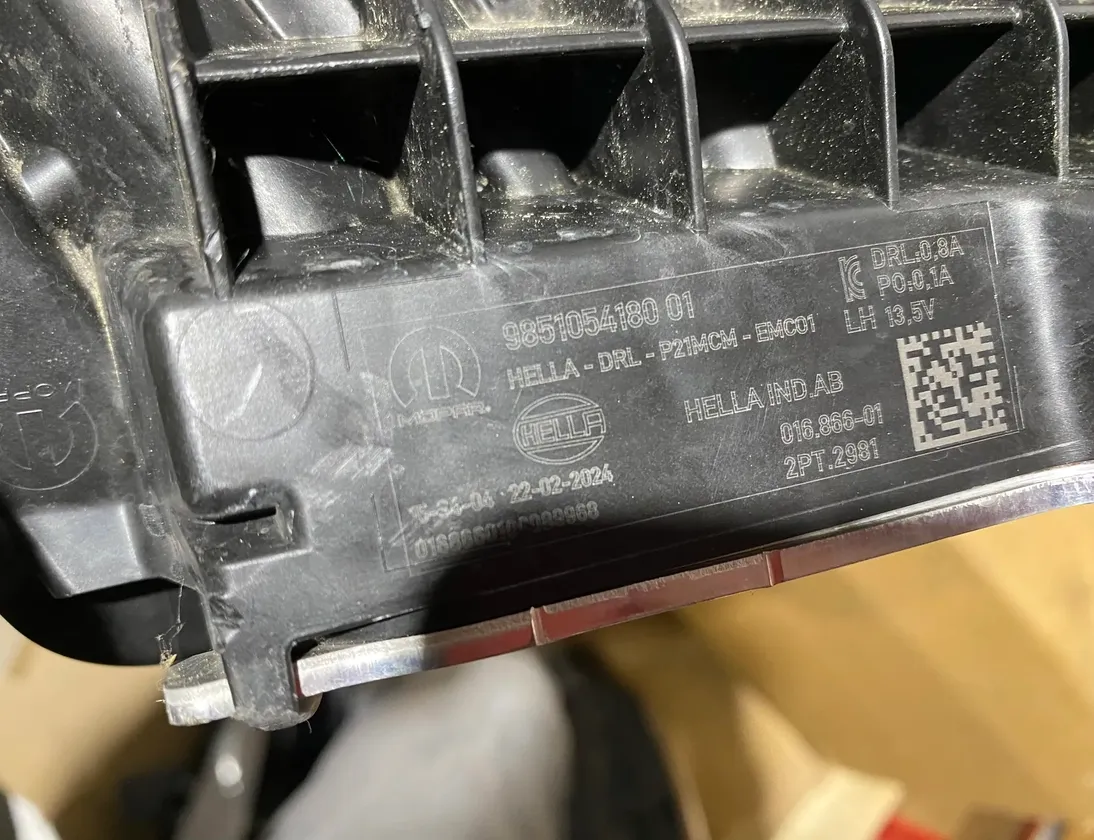 9851054180 01
HELLA - DRL - P21MCM - EMC01
DRL:0,8A
PO:0,1A
LH 13,5V
MOPAR
HELLA
HELLA IND.AB
016.866-01
2PT.2981
22-02-2024